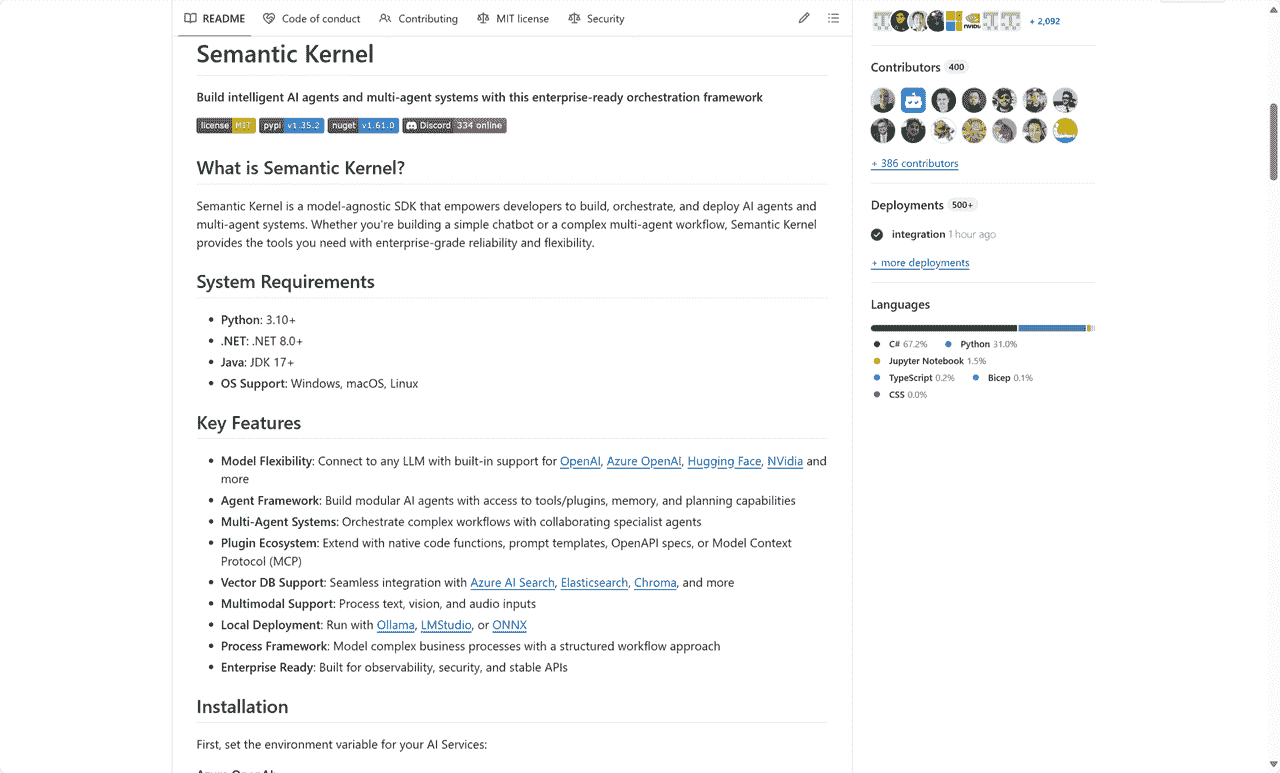 README Code of conduct Contributing MIT license Security
Semantic Kernel
Build intelligent AI agents and multi-agent systems with this enterprise-ready orchestration framework
license MIT pypi v1.35.2 nuget v1.61.0 Discord 334 online
What is Semantic Kernel?
Semantic Kernel is a model-agnostic SDK that empowers developers to build, orchestrate, and deploy AI agents and
multi-agent systems. Whether you're building a simple chatbot or a complex multi-agent workflow, Semantic Kernel
provides the tools you need with enterprise-grade reliability and flexibility.
System Requirements
Python: 3.10+
.NET: .NET 8.0+
Java: JDK 17+
OS Support: Windows, macOS, Linux
Key Features
Model Flexibility: Connect to any LLM with built-in support for OpenAI, Azure OpenAI, Hugging Face, NVidia and
more
Agent Framework: Build modular AI agents with access to tools/plugins, memory, and planning capabilities
Multi-Agent Systems: Orchestrate complex workflows with collaborating specialist agents
Plugin Ecosystem: Extend with native code functions, prompt templates, OpenAPI specs, or Model Context
Protocol (MCP)
Vector DB Support: Seamless integration with Azure AI Search, Elasticsearch, Chroma, and more
Multimodal Support: Process text, vision, and audio inputs
Local Deployment: Run with Ollama, LMStudio, or ONNX
Process Framework: Model complex business processes with a structured workflow approach
Enterprise Ready: Built for observability, security, and stable APIs
Installation
First, set the environment variable for your AI Services:
Azure OpenAI:
NVIDIA
+ 2,092
Contributors 400
+ 386 contributors
Deployments 500+
integration 1 hour ago
+ more deployments
Languages
C# 67.2% Python 31.0%
Jupyter Notebook 1.5%
TypeScript 0.2% Bicep 0.1%
CSS 0.0%